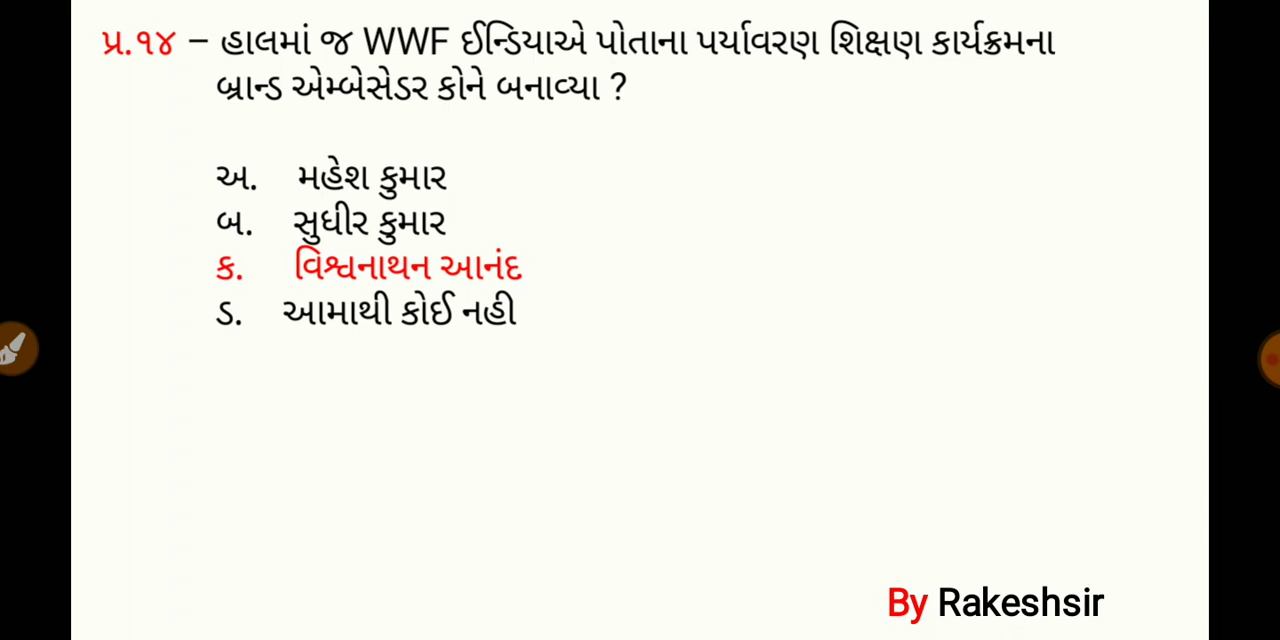 પ્ર.૧૪ – હાલમાં જ WWF ઈન્ડિયાએ પોતાના પર્યાવરણ શિક્ષણ કાર્યક્રમના
બ્રાન્ડ એમ્બેસેડર કોને બનાવ્યા ?
અ. મહેશ કુમાર
બ. સુધીર કુમાર
ક. વિશ્વનાથન આનંદ
ડ. આમાથી કોઈ નહી
By Rakeshsir